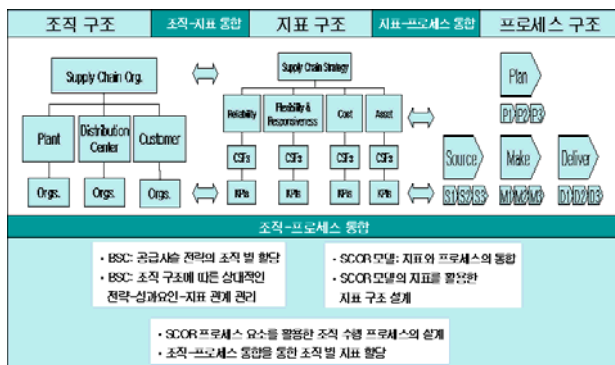 조직 구조
조직-지표 통합
지표 구조
지표-프로세스 통합
프로세스 구조
Supply Chain Org.
Supply Chain Strategy
Plan
Plant
Distribution
Center
Customer
Reliability
Flexibility &
Responsiveness
Cost
Asset
P1 P2 P3
CSFs
CSFs
CSFs
CSFs
Source
Make
Deliver
Orgs.
Orgs.
Orgs.
KPIs
KPIs
KPIs
KPIs
S1 S2 S3
M1 M2 M3
D1 D2 D3
조직-프로세스 통합
• BSC: 공급사슬 전략의 조직 별 할당
• BSC: 조직 구조에 따른 상대적인
전략-성과요인-지표 관계 관리
• SCOR 모델: 지표와 프로세스의 통합
• SCOR 모델의 지표를 활용한
지표 구조 설계
• SCOR 프로세스 요소를 활용한 조직 수행 프로세스의 설계
• 조직-프로세스 통합을 통한 조직 별 지표 할당